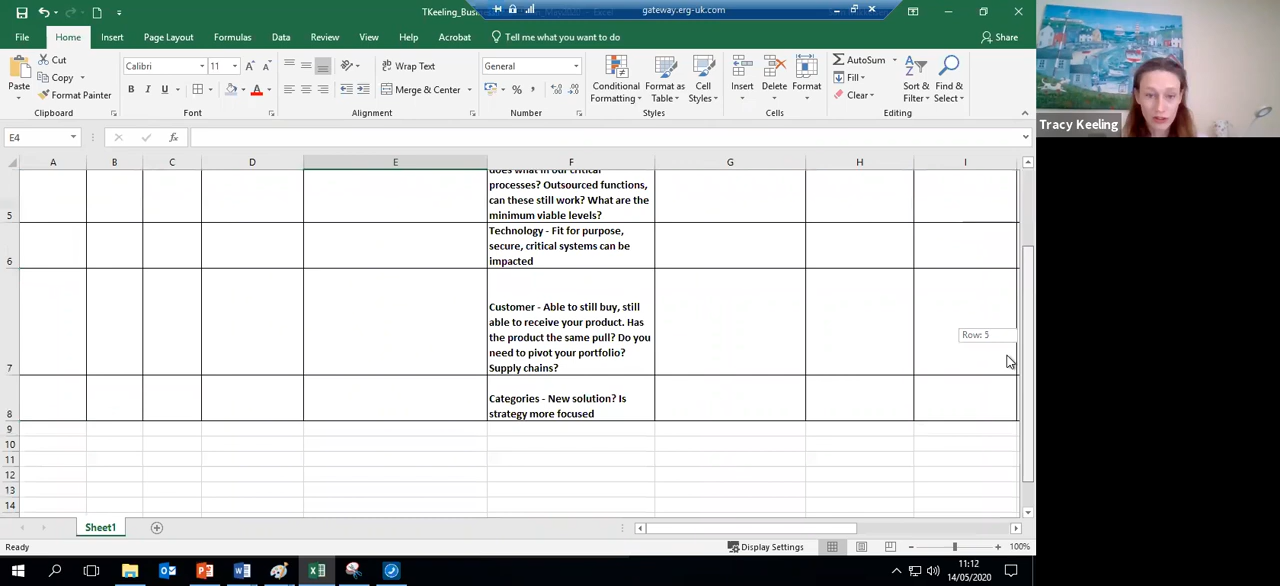 TKeeling_Bus
gateway.erg-uk.com
File Home Insert Page Layout Formulas Data Review View Help Acrobat Tell me what you want to do Share
Paste
Cut
Copy
Format Painter
Clipboard
Calibri 11
B I U
Font
Wrap Text
Merge & Center
Alignment
General
Number
Conditional Formatting
Format as Table
Cell Styles
Styles
Insert Delete Format
Cells
AutoSum
Fill
Clear
Sort & Filter
Find & Select
Editing
Tracy Keeling
E4 fx
A B C D E F G H I
does what in our critical
processes? Outsourced functions,
can these still work? What are the
5 minimum viable levels?
Technology - Fit for purpose,
secure, critical systems can be
6 impacted
Customer - Able to still buy, still
able to receive your product. Has
the product the same pull? Do you
need to pivot your portfolio?
7 Supply chains?
Row: 5
Categories - New solution? Is
8 strategy more focused
9
10
11
12
13
14
Sheet1
Ready Display Settings 100%
11:12
14/05/2020